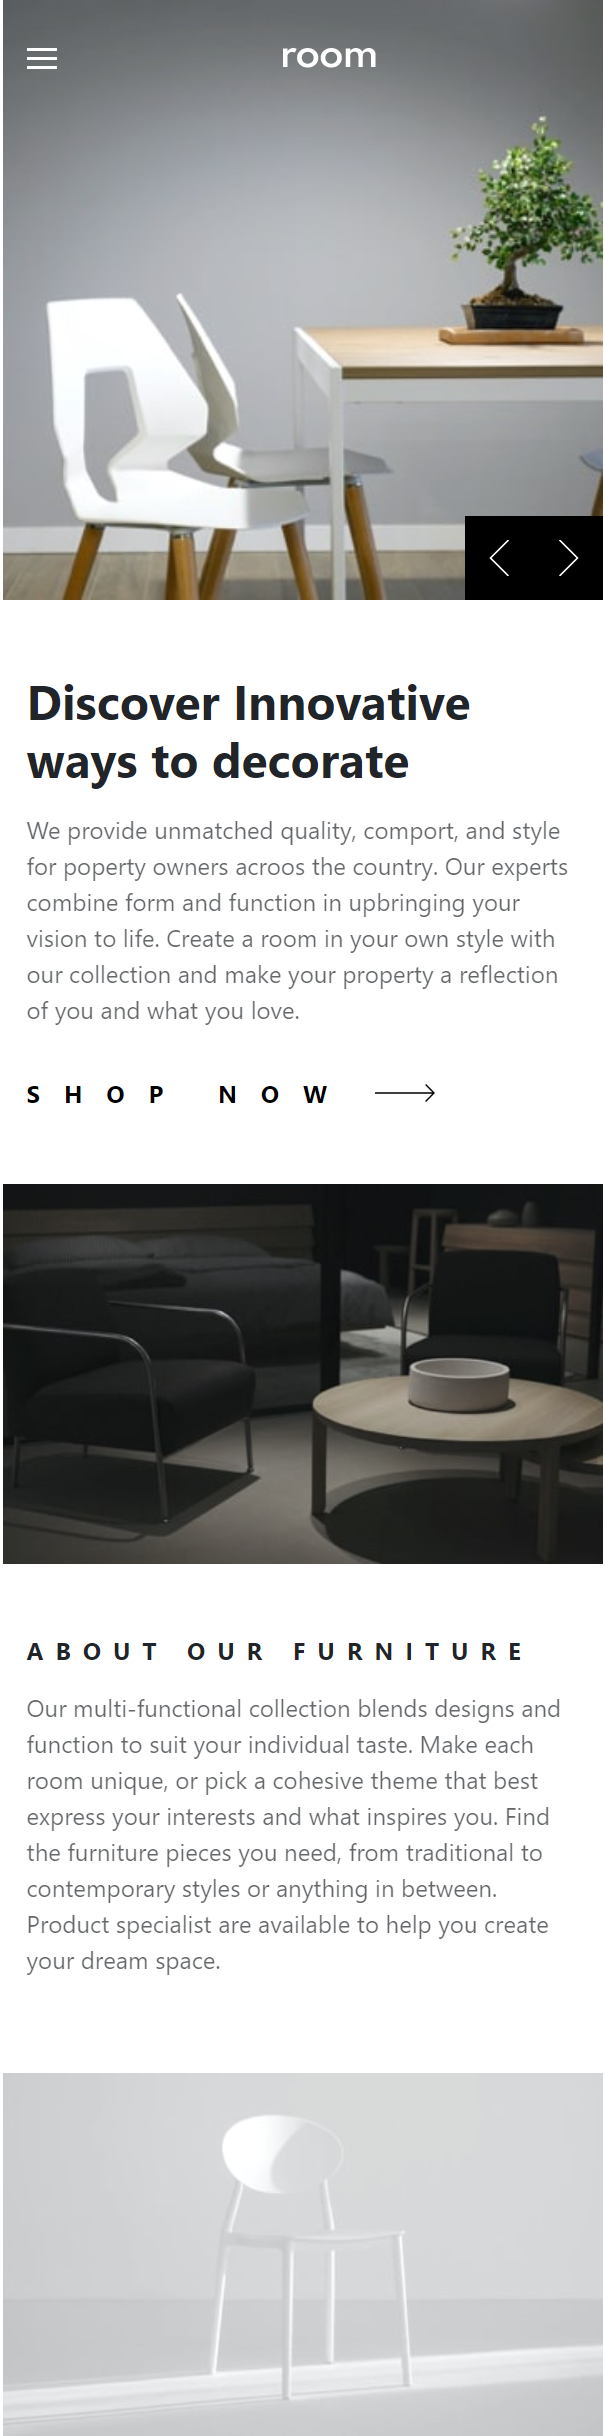 room
Discover Innovative
ways to decorate
We provide unmatched quality, comport, and style
for poperty owners acroos the country. Our experts
combine form and function in upbringing your
vision to life. Create a room in your own style with
our collection and make your property a reflection
of you and what you love.
SHOP NOW
ABOUT OUR FURNITURE
Our multi-functional collection blends designs and
function to suit your individual taste. Make each
room unique, or pick a cohesive theme that best
express your interests and what inspires you. Find
the furniture pieces you need, from traditional to
contemporary styles or anything in between.
Product specialist are available to help you create
your dream space.